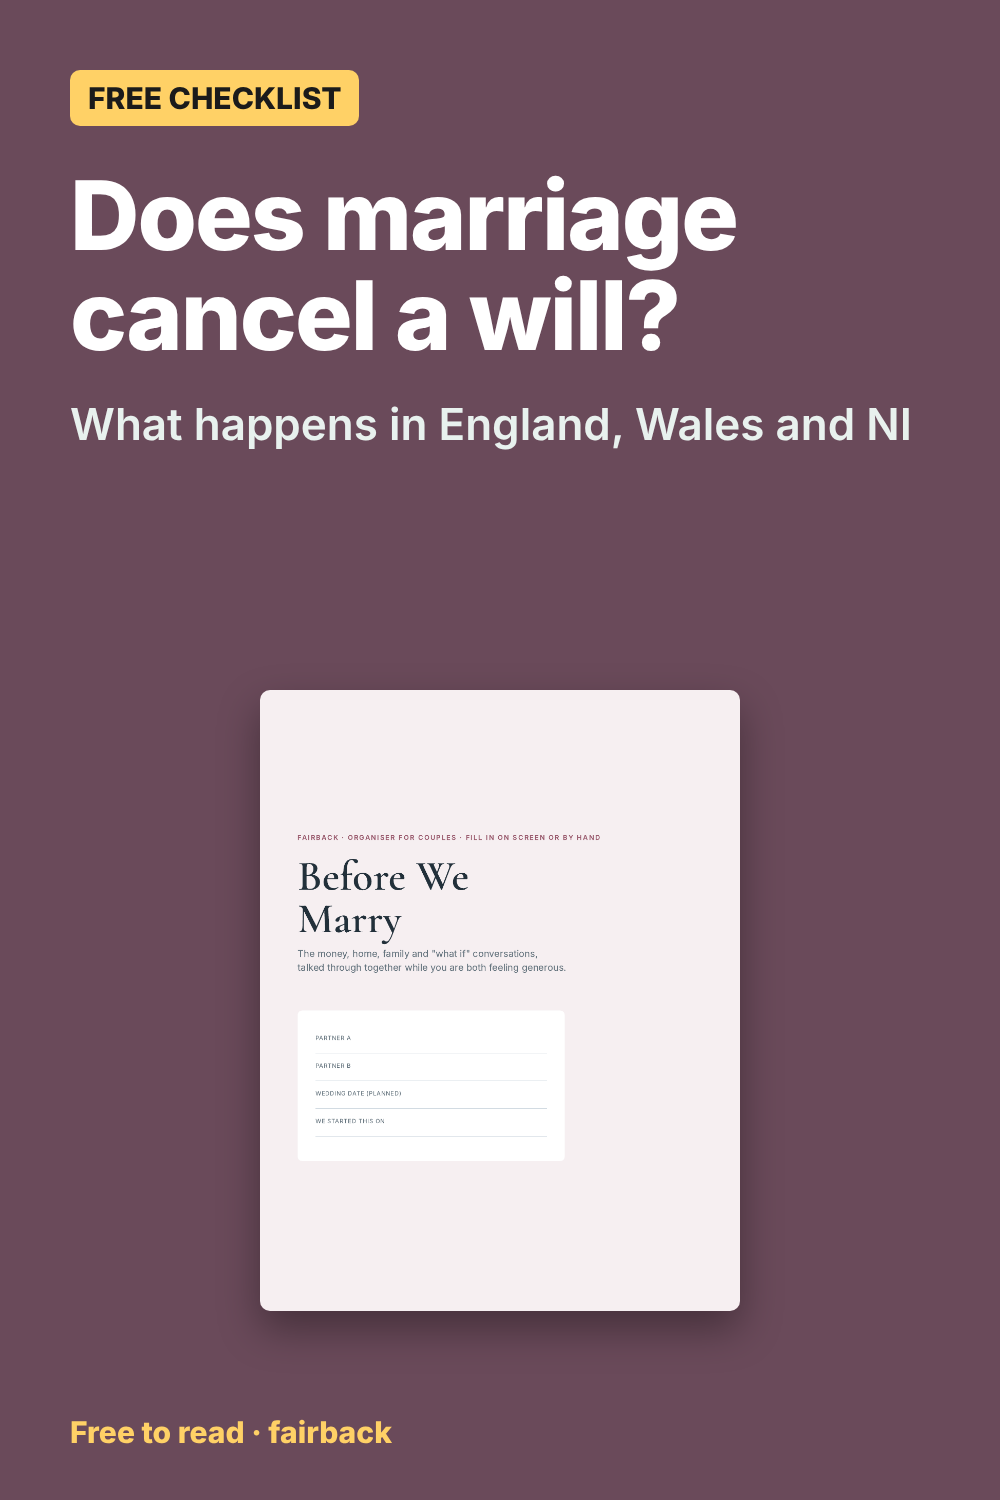 FREE CHECKLIST
Does marriage
cancel a will?
What happens in England, Wales and NI
FAIRBACK · ORGANISER FOR COUPLES · FILL IN ON SCREEN OR BY HAND
Before We
Marry
The money, home, family and "what if" conversations,
talked through together while you are both feeling generous.
PARTNER A
PARTNER B
WEDDING DATE (PLANNED)
WE STARTED THIS ON
Free to read · fairback